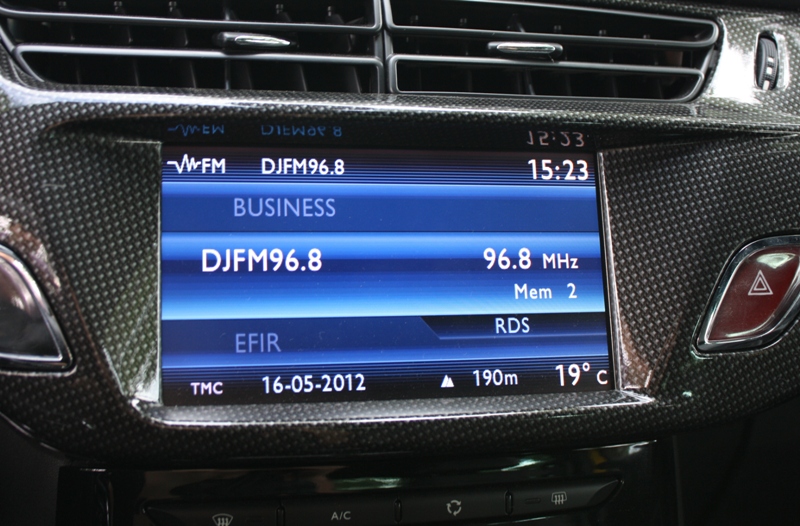 FM DJFM96.8 15:23
BUSINESS
DJFM96.8 96.8 MHz
Mem 2
RDS
EFIR
TMC 16-05-2012 190m 19° C
A/C